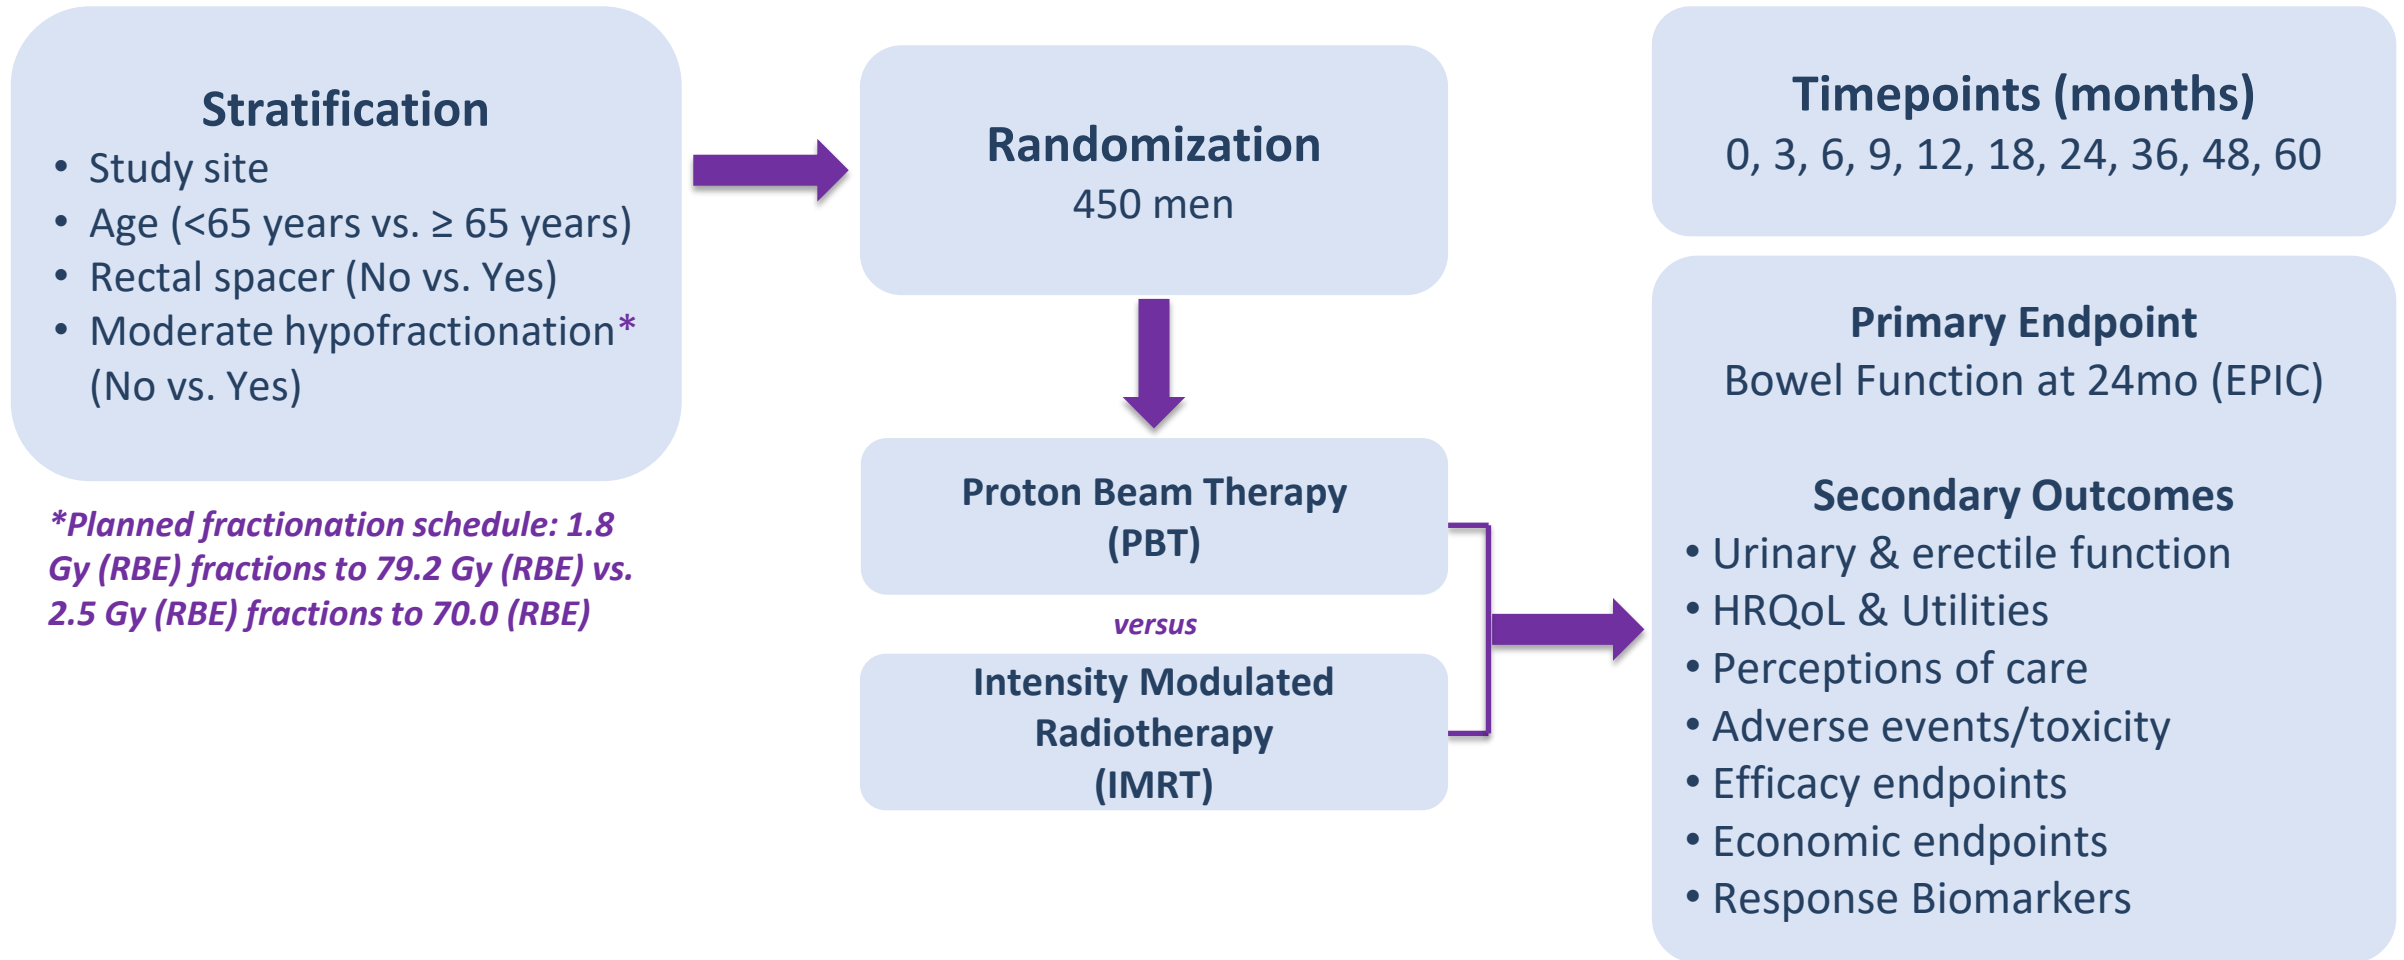 Stratification
• Study site
• Age (<65 years vs. ≥ 65 years)
• Rectal spacer (No vs. Yes)
• Moderate hypofractionation*
(No vs. Yes)
*Planned fractionation schedule: 1.8
Gy (RBE) fractions to 79.2 Gy (RBE) vs.
2.5 Gy (RBE) fractions to 70.0 (RBE)
Randomization
450 men
Proton Beam Therapy
(PBT)
versus
Intensity Modulated
Radiotherapy
(IMRT)
Timepoints (months)
0, 3, 6, 9, 12, 18, 24, 36, 48, 60
Primary Endpoint
Bowel Function at 24mo (EPIC)
Secondary Outcomes
• Urinary & erectile function
• HRQoL & Utilities
• Perceptions of care
• Adverse events/toxicity
• Efficacy endpoints
• Economic endpoints
• Response Biomarkers